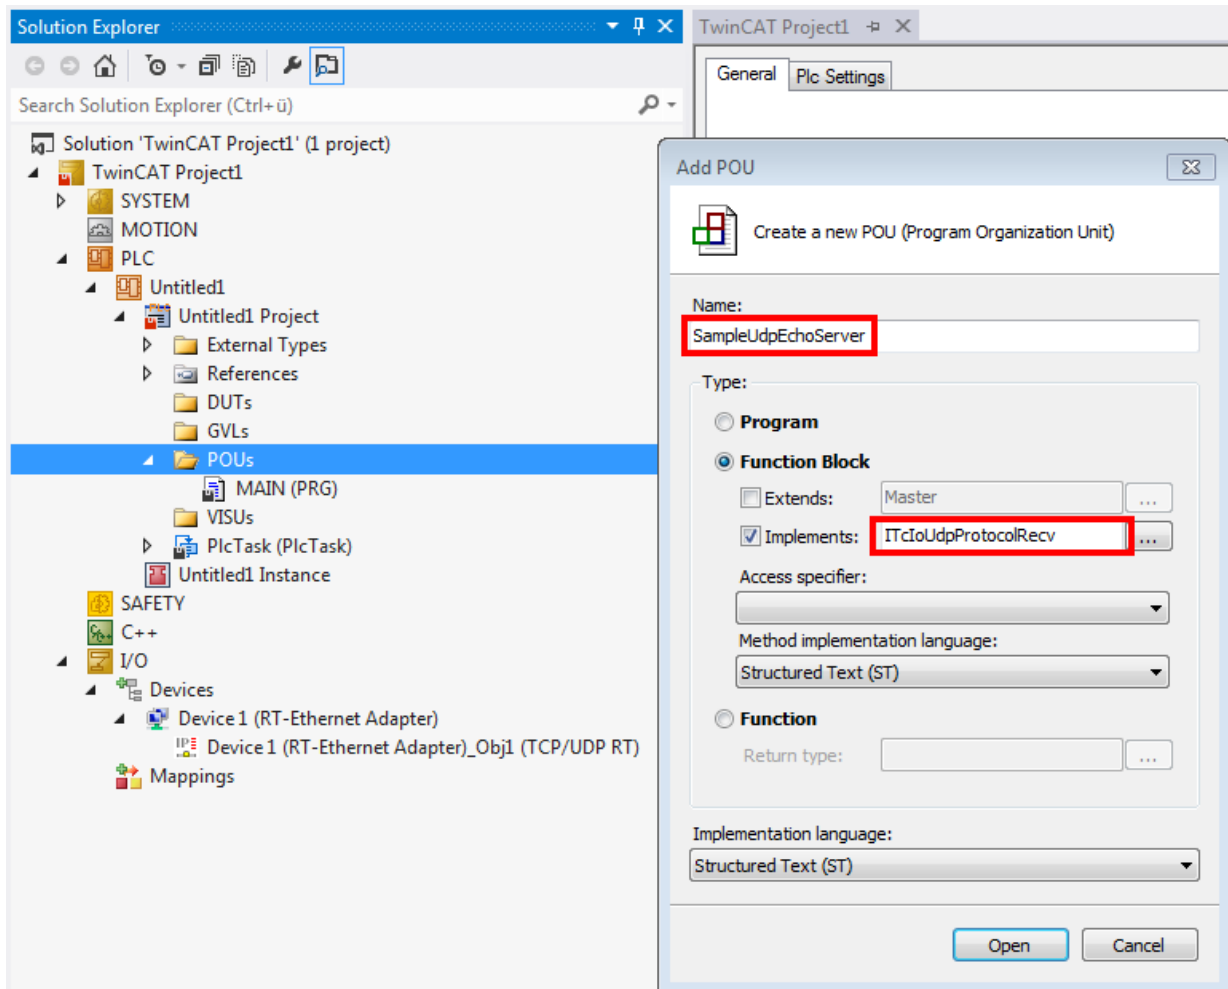 Solution Explorer
Search Solution Explorer (Ctrl+ü)
Solution 'TwinCAT Project1' (1 project)
TwinCAT Project1
SYSTEM
MOTION
PLC
Untitled1
Untitled1 Project
External Types
References
DUTs
GVLs
POUs
MAIN (PRG)
VISUs
PlcTask (PlcTask)
Untitled1 Instance
SAFETY
C++
I/O
Devices
Device 1 (RT-Ethernet Adapter)
Device 1 (RT-Ethernet Adapter)_Obj1 (TCP/UDP RT)
Mappings
TwinCAT Project1
General Plc Settings
Add POU
Create a new POU (Program Organization Unit)
Name:
SampleUdpEchoServer
Type:
Program
Function Block
Extends: Master ...
Implements: ITcIoUdpProtocolRecv ...
Access specifier:
Method implementation language:
Structured Text (ST)
Function
Return type: ...
Implementation language:
Structured Text (ST)
Open Cancel